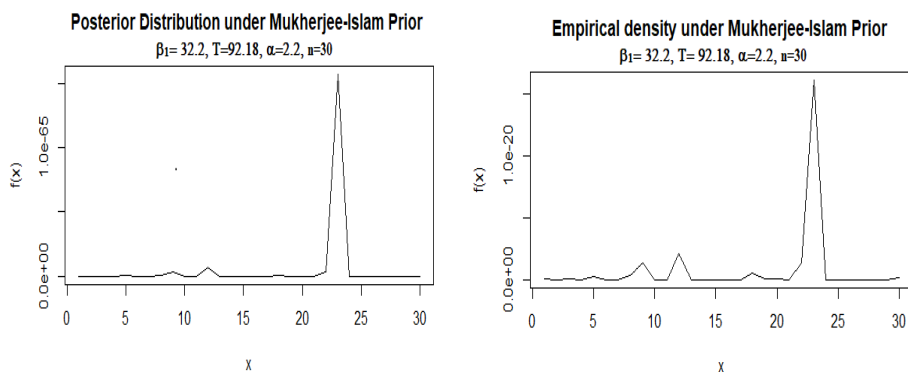 Posterior Distribution under Mukherjee-Islam Prior
β1= 32.2, T=92.18, α=2.2, n=30
f(x)
1.0e-65
0.0e+00
0 5 10 15 20 25 30
x
Empirical density under Mukherjee-Islam Prior
β1= 32.2, T= 92.18, α=2.2, n=30
f(x)
1.0e-20
0.0e+00
0 5 10 15 20 25 30
x